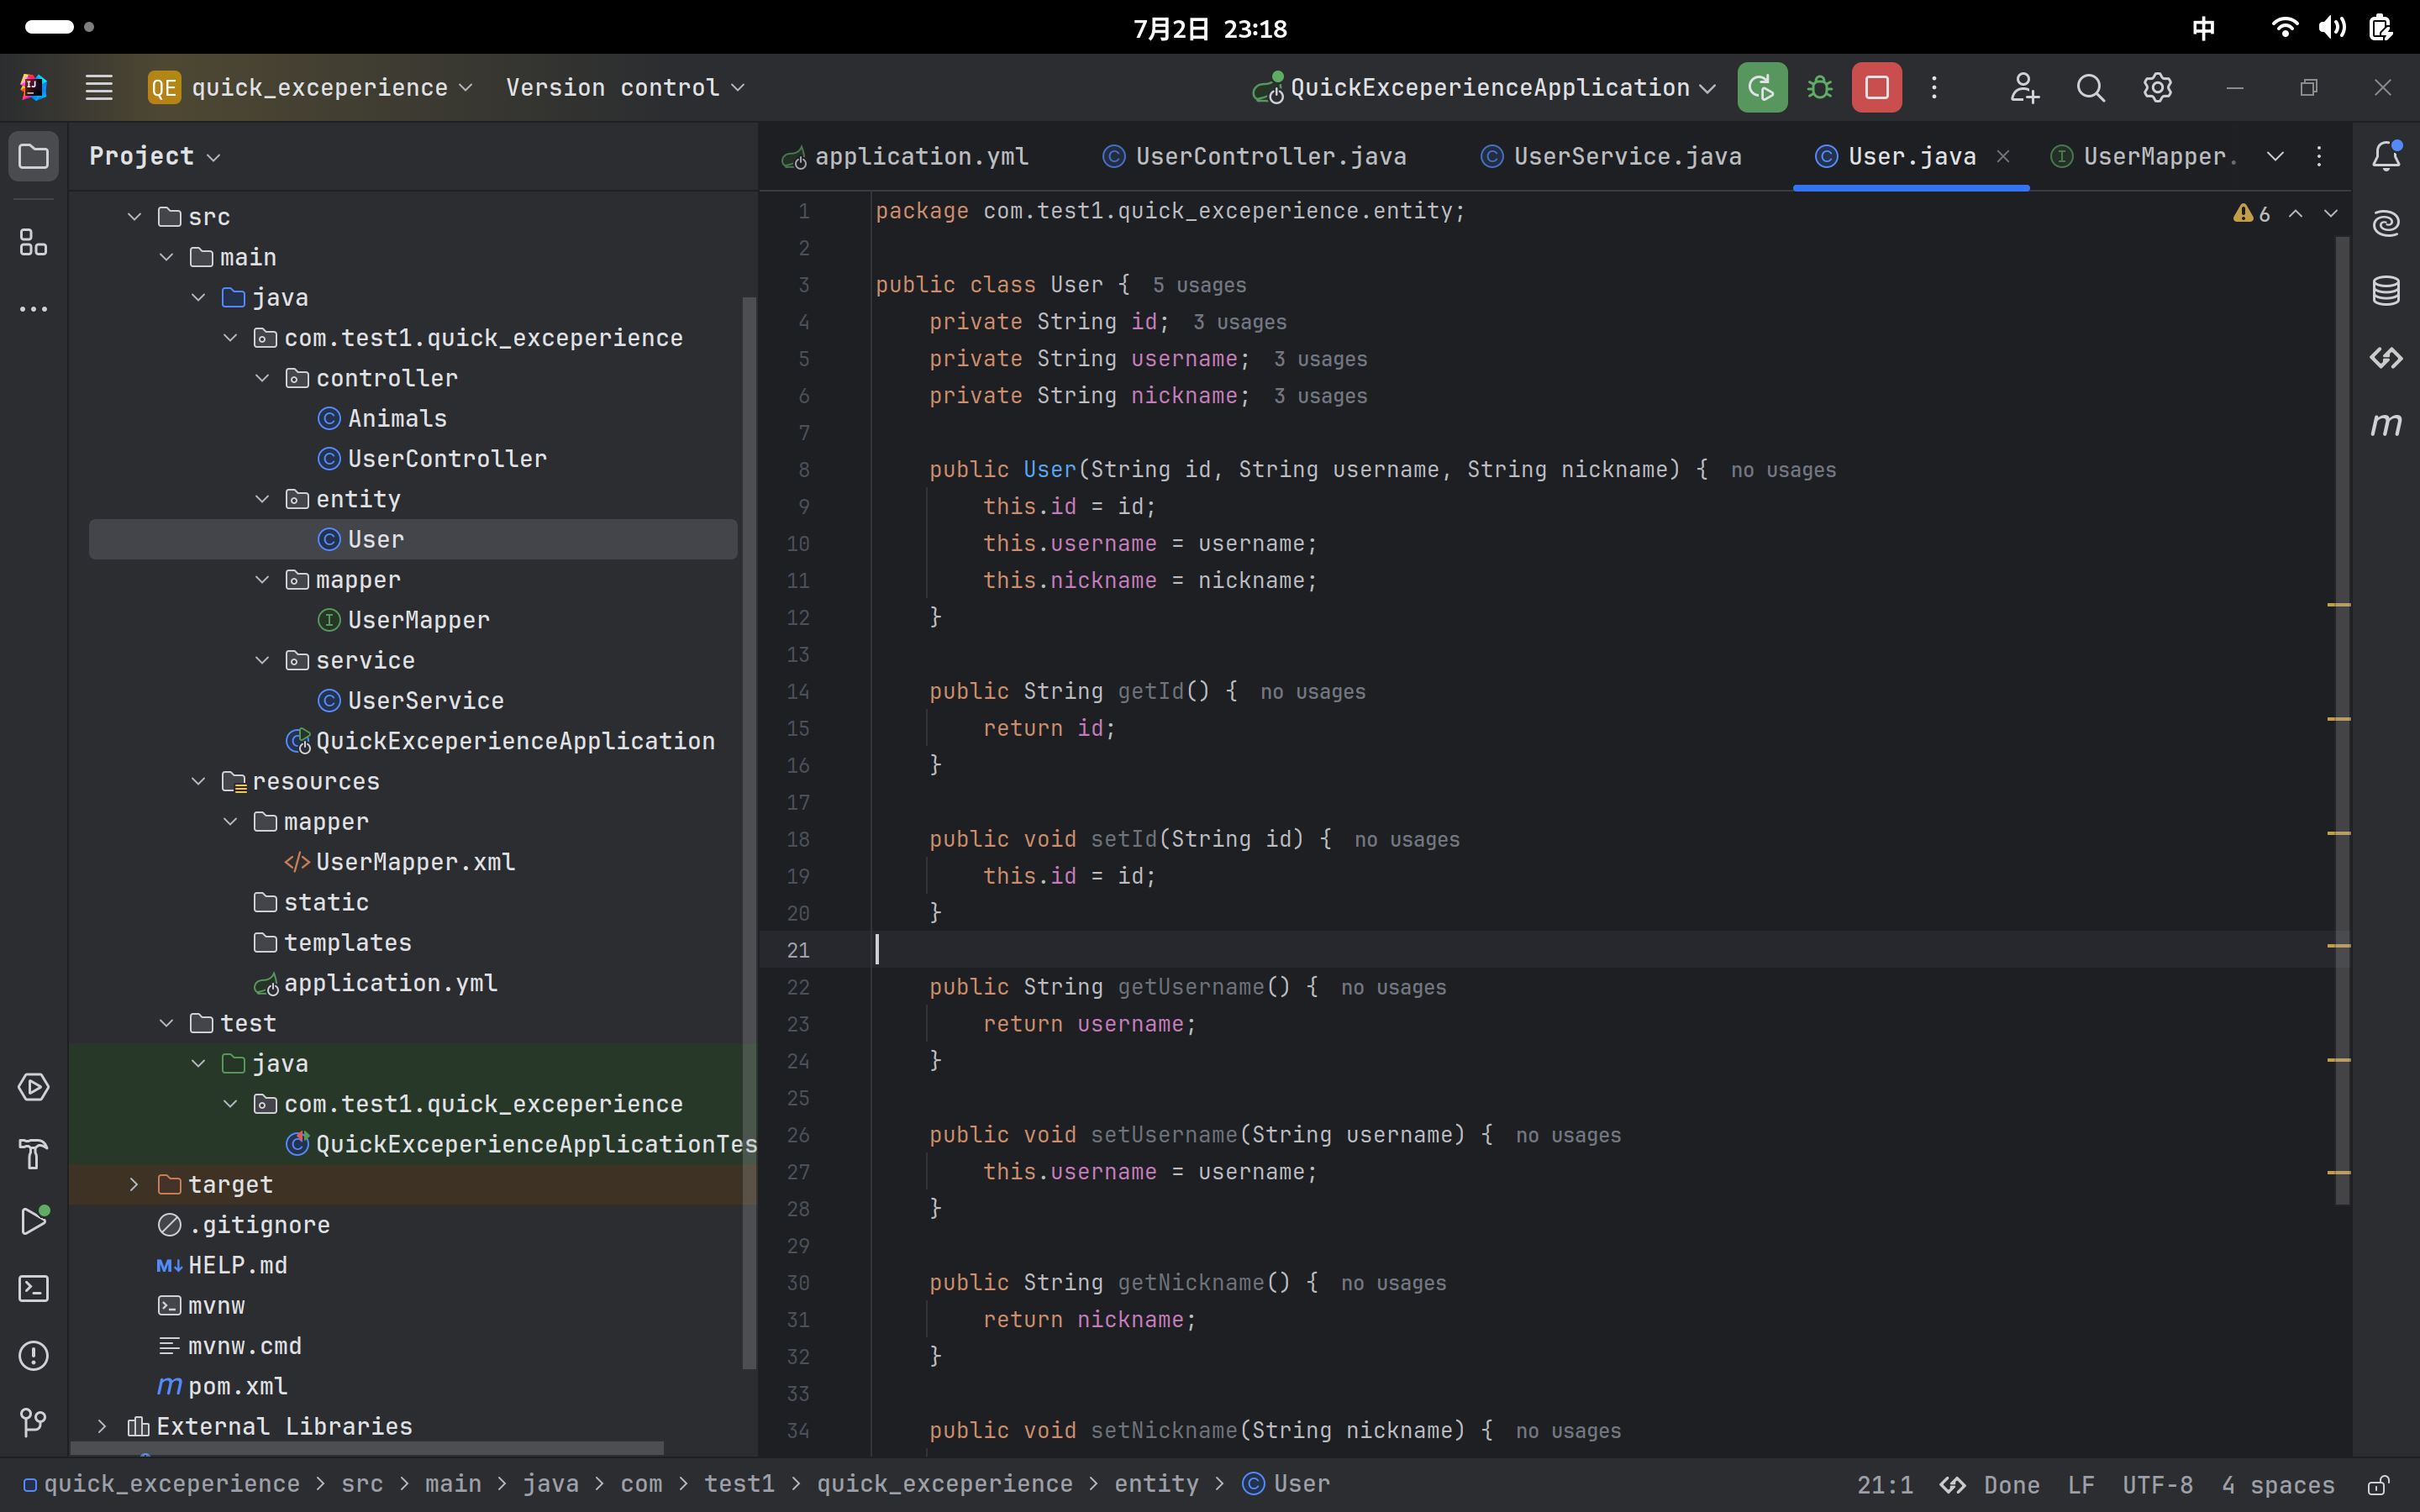 7月2日 23:18
中
QE quick_exceperience
Version control
QuickExceperienceApplication
Project
src
main
java
com.test1.quick_exceperience
controller
Animals
UserController
entity
User
mapper
UserMapper
service
UserService
QuickExceperienceApplication
resources
mapper
UserMapper.xml
static
templates
application.yml
test
java
com.test1.quick_exceperience
QuickExceperienceApplicationTes
target
.gitignore
HELP.md
mvnw
mvnw.cmd
pom.xml
External Libraries
application.yml UserController.java UserService.java User.java UserMapper.
6
1 package com.test1.quick_exceperience.entity;
2
3 public class User { 5 usages
4 private String id; 3 usages
5 private String username; 3 usages
6 private String nickname; 3 usages
7
8 public User(String id, String username, String nickname) { no usages
9 this.id = id;
10 this.username = username;
11 this.nickname = nickname;
12 }
13
14 public String getId() { no usages
15 return id;
16 }
17
18 public void setId(String id) { no usages
19 this.id = id;
20 }
21
22 public String getUsername() { no usages
23 return username;
24 }
25
26 public void setUsername(String username) { no usages
27 this.username = username;
28 }
29
30 public String getNickname() { no usages
31 return nickname;
32 }
33
34 public void setNickname(String nickname) { no usages
quick_exceperience > src > main > java > com > test1 > quick_exceperience > entity > User
21:1 Done LF UTF-8 4 spaces